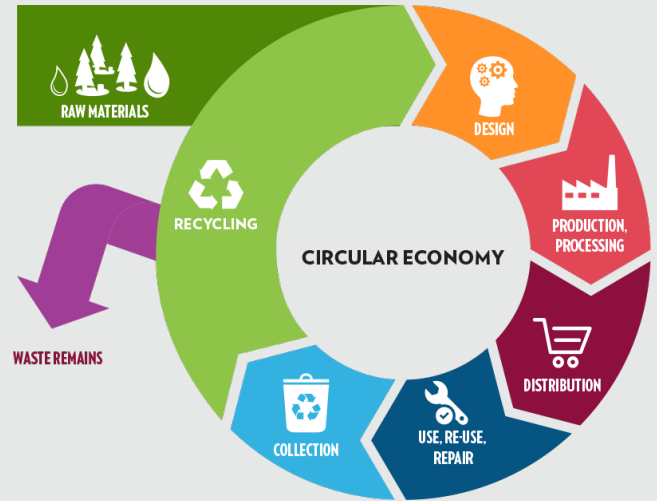 RAW MATERIALS
DESIGN
RECYCLING
PRODUCTION,
PROCESSING
CIRCULAR ECONOMY
WASTE REMAINS
DISTRIBUTION
COLLECTION
USE, RE-USE,
REPAIR